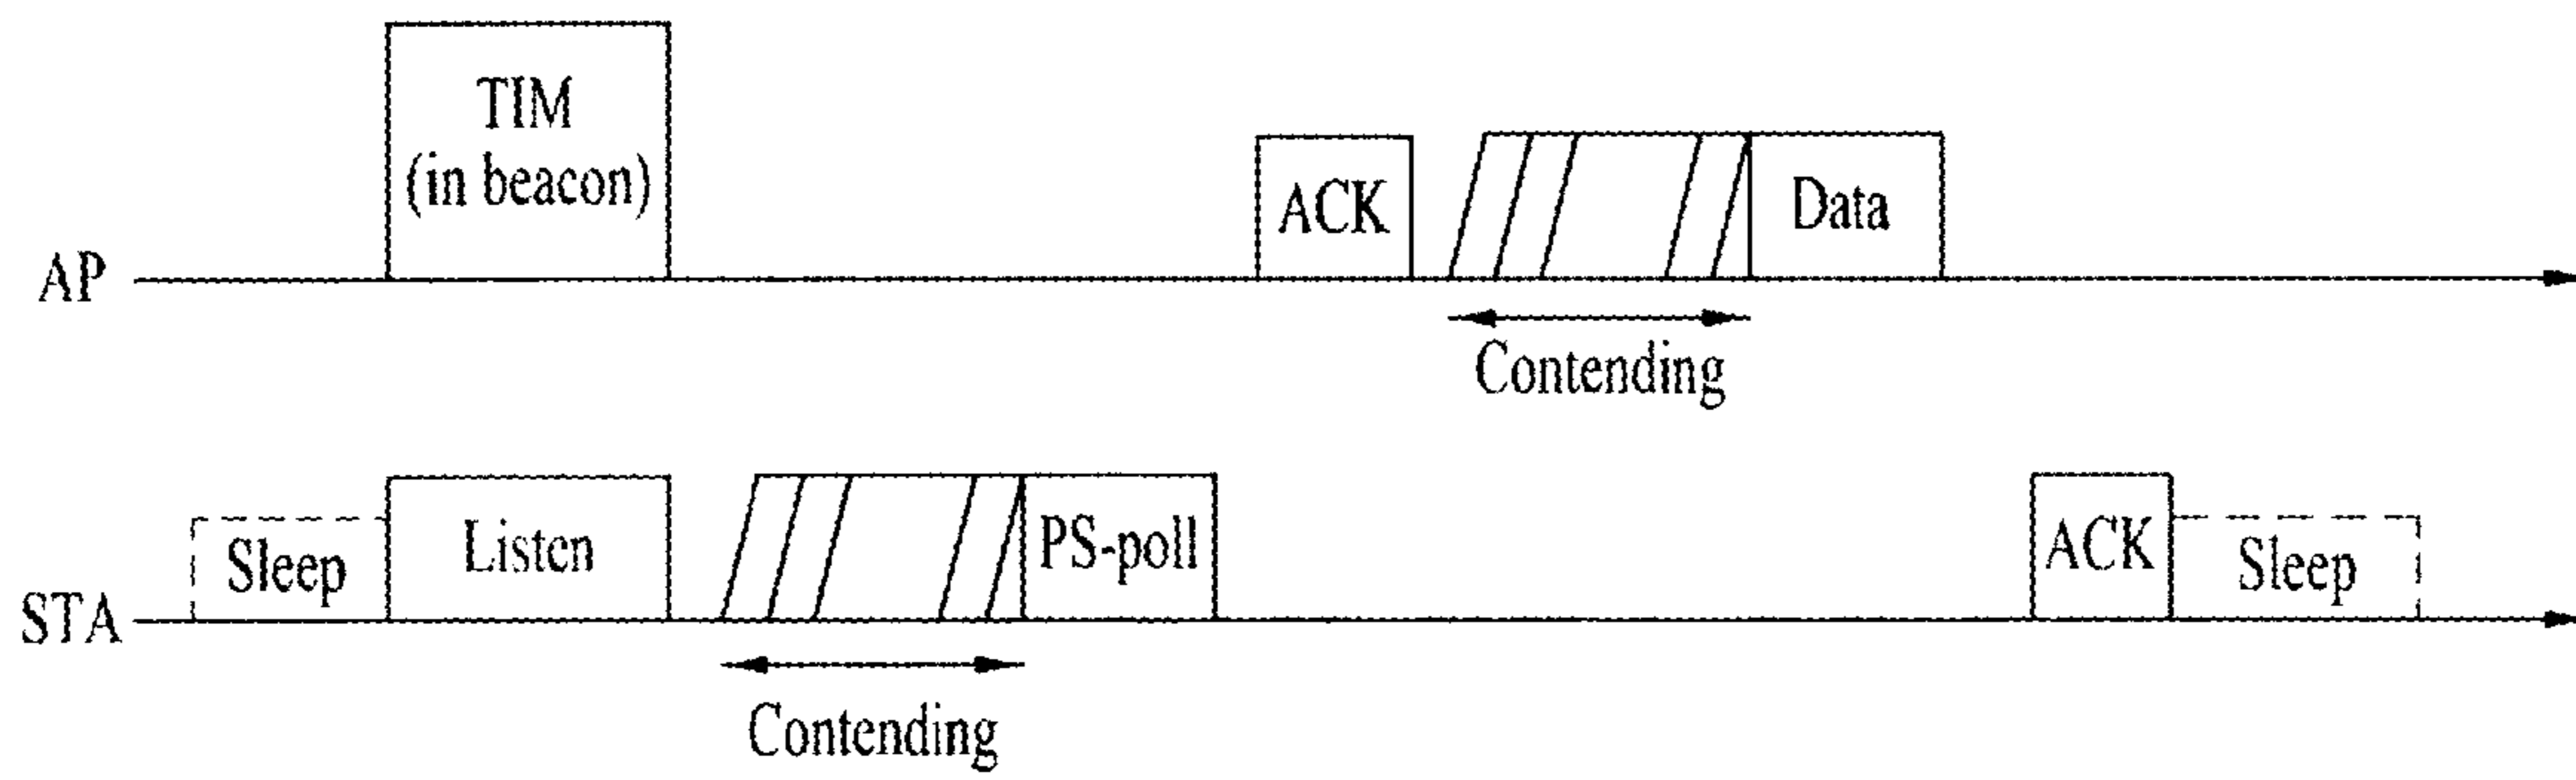 TIM
(in beacon)
ACK
Data
AP
Contending
Sleep
Listen
PS-poll
ACK
Sleep
STA
Contending